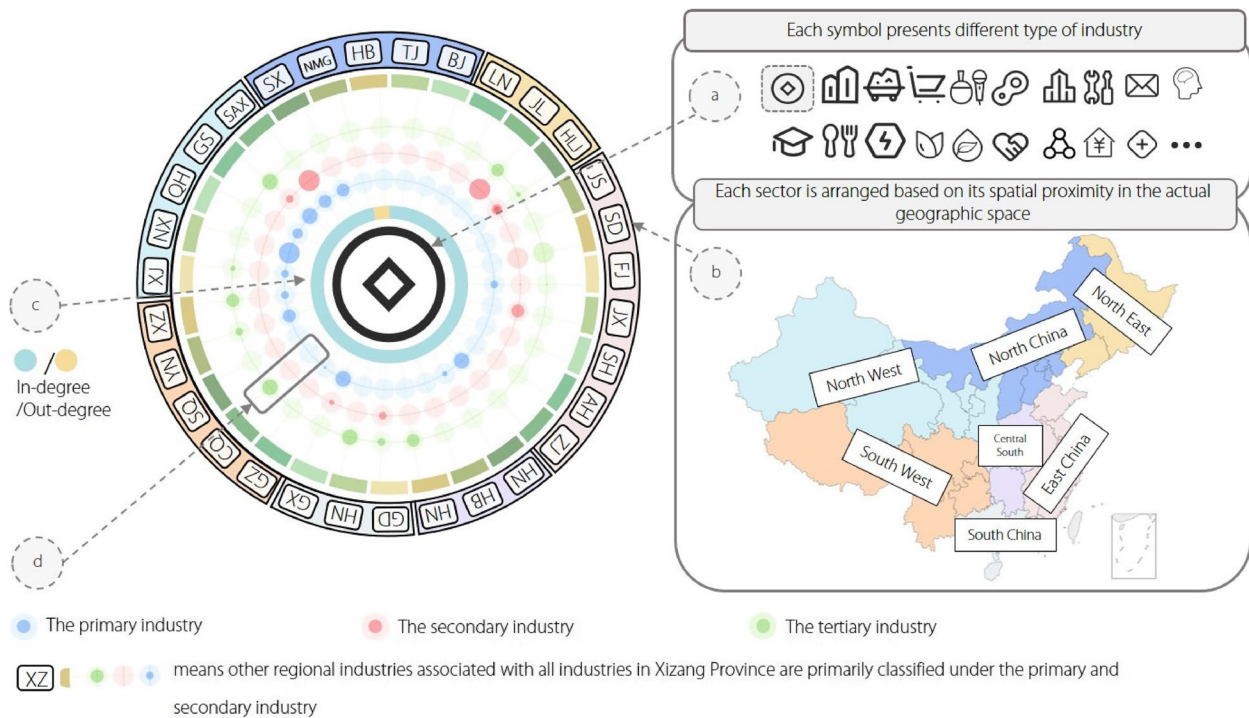 Each symbol presents different type of industry
a
¥
Each sector is arranged based on its spatial proximity in the actual
geographic space
b
North East
North China
North West
Central
South
East China
South West
South China
SX
NMG
HB
TJ
BJ
LN
JL
HLJ
JS
SD
FJ
JX
SH
AH
ZJ
HN
HB
HN
GD
HN
GX
GZ
CQ
SQ
YN
ZX
XJ
NX
QH
GS
SAX
c
In-degree
/Out-degree
d
The primary industry
The secondary industry
The tertiary industry
XZ
means other regional industries associated with all industries in Xizang Province are primarily classified under the primary and
secondary industry